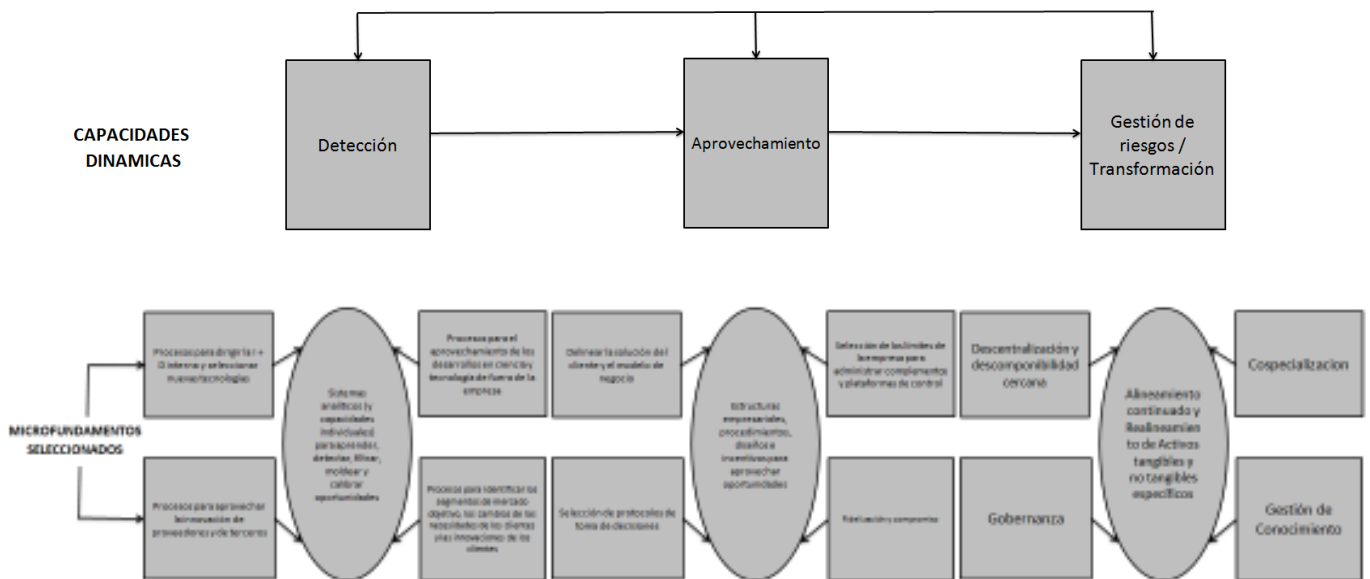 CAPACIDADES
DINAMICAS
Detección
Aprovechamiento
Gestión de
riesgos /
Transformación
MICROFUNDAMENTOS
SELECCIONADOS
Procesos para dirigir la I +
D interna y seleccionar
nuevas tecnologías
Procesos para aprovechar
la innovación de
proveedores y de terceros
Sistemas
analíticos (y
capacidades
individuales)
para aprender,
detectar, filtrar,
moldear y
calibrar
oportunidades
Procesos para el
aprovechamiento de los
desarrollos en ciencia y
tecnología de fuera de la
empresa
Procesos para identificar los
segmentos de mercado
objetivo, los cambios de las
necesidades de los clientes
y las innovaciones de los
clientes
Delinear la solución del
cliente y el modelo de
negocio
Selección de protocolos de
toma de decisiones
Estructuras
empresariales,
procedimientos,
diseños e
incentivos para
aprovechar
oportunidades
Selección de los límites de
la empresa para
administrar complementos
y plataformas de control
Fidelización y compromiso
Descentralización y
descomponibilidad
cercana
Gobernanza
Alineamiento
continuado y
Realineamien
to de Activos
tangibles y
no tangibles
específicos
Cospecializacion
Gestión de
Conocimiento